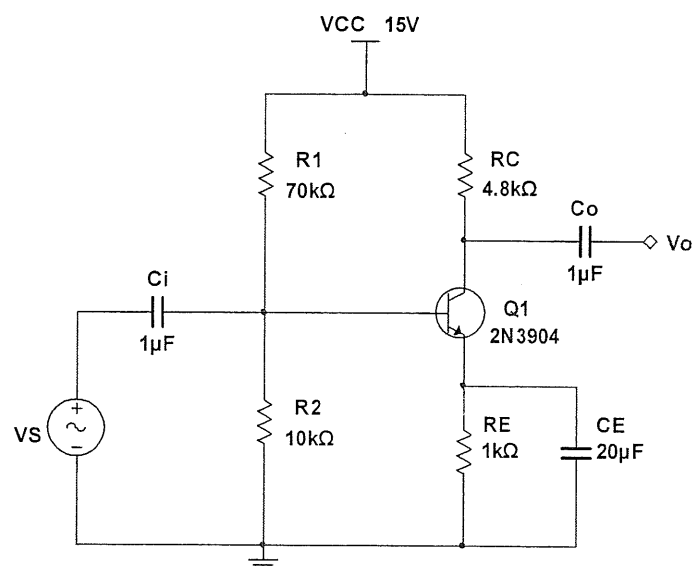 VCC 15V
R1
70kΩ
RC
4.8kΩ
Co
1µF
Vo
Ci
1µF
Q1
2N3904
VS
R2
10kΩ
RE
1kΩ
CE
20µF